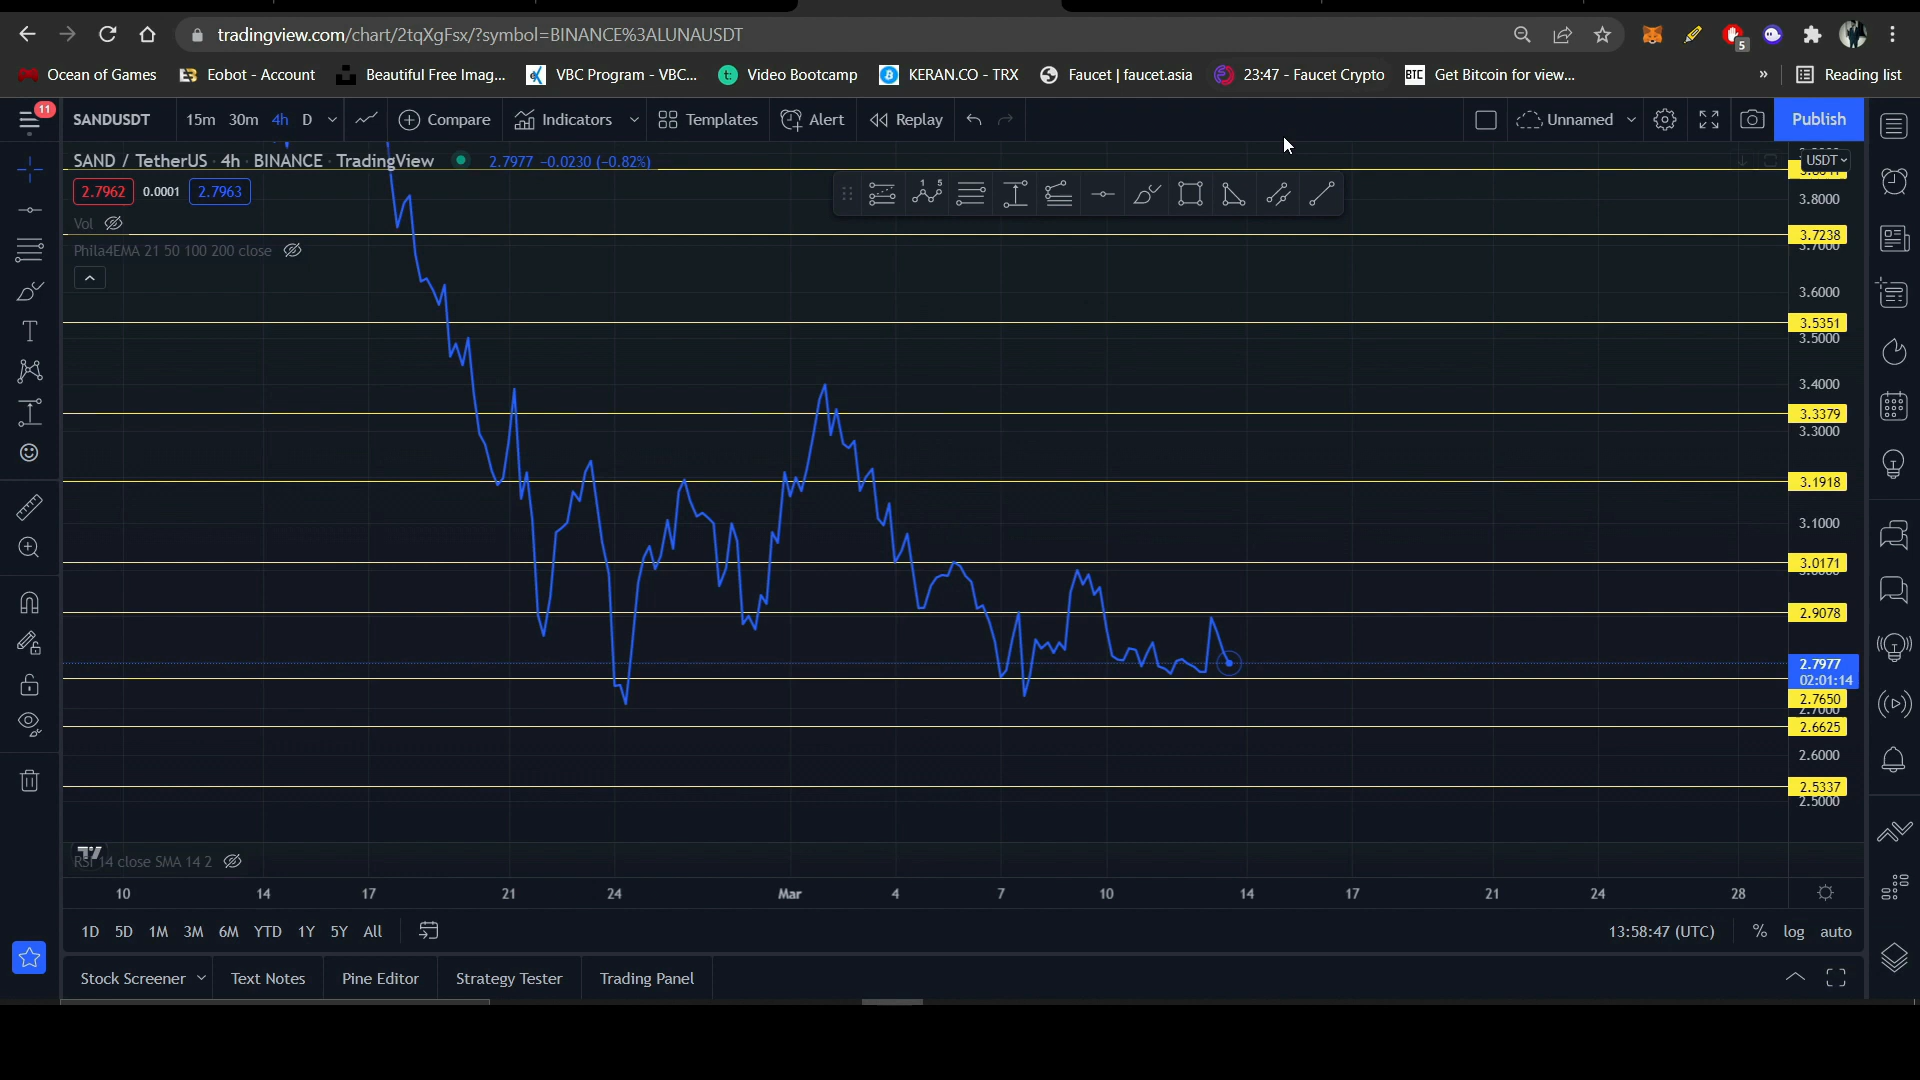 tradingview.com/chart/2tqXgFsx/?symbol=BINANCE%3ALUNAUSDT
5
Ocean of Games
Eobot - Account
Beautiful Free Imag...
VBC Program - VBC...
Video Bootcamp
KERAN.CO - TRX
Faucet | faucet.asia
23:47 - Faucet Crypto
BTC Get Bitcoin for view...
»
Reading list
11
SANDUSDT
15m 30m 4h D
Compare
Indicators
Templates
Alert
Replay
Unnamed
Publish
SAND / TetherUS · 4h · BINANCE · TradingView
2.7977 −0.0230 (−0.82%)
USDT
2.7962 0.0001 2.7963
Vol
Phila4EMA 21 50 100 200 close
1 5
3.8000
3.7238
3.7000
3.6000
3.5351
3.5000
3.4000
3.3379
3.3000
3.1918
3.1000
3.0171
2.9078
2.7977
02:01:14
2.7650
2.7000
2.6625
2.6000
2.5337
2.5000
RSI 14 close SMA 14 2
10 14 17 21 24 Mar 4 7 10 14 17 21 24 28
1D 5D 1M 3M 6M YTD 1Y 5Y All
13:58:47 (UTC)
% log auto
Stock Screener
Text Notes
Pine Editor
Strategy Tester
Trading Panel